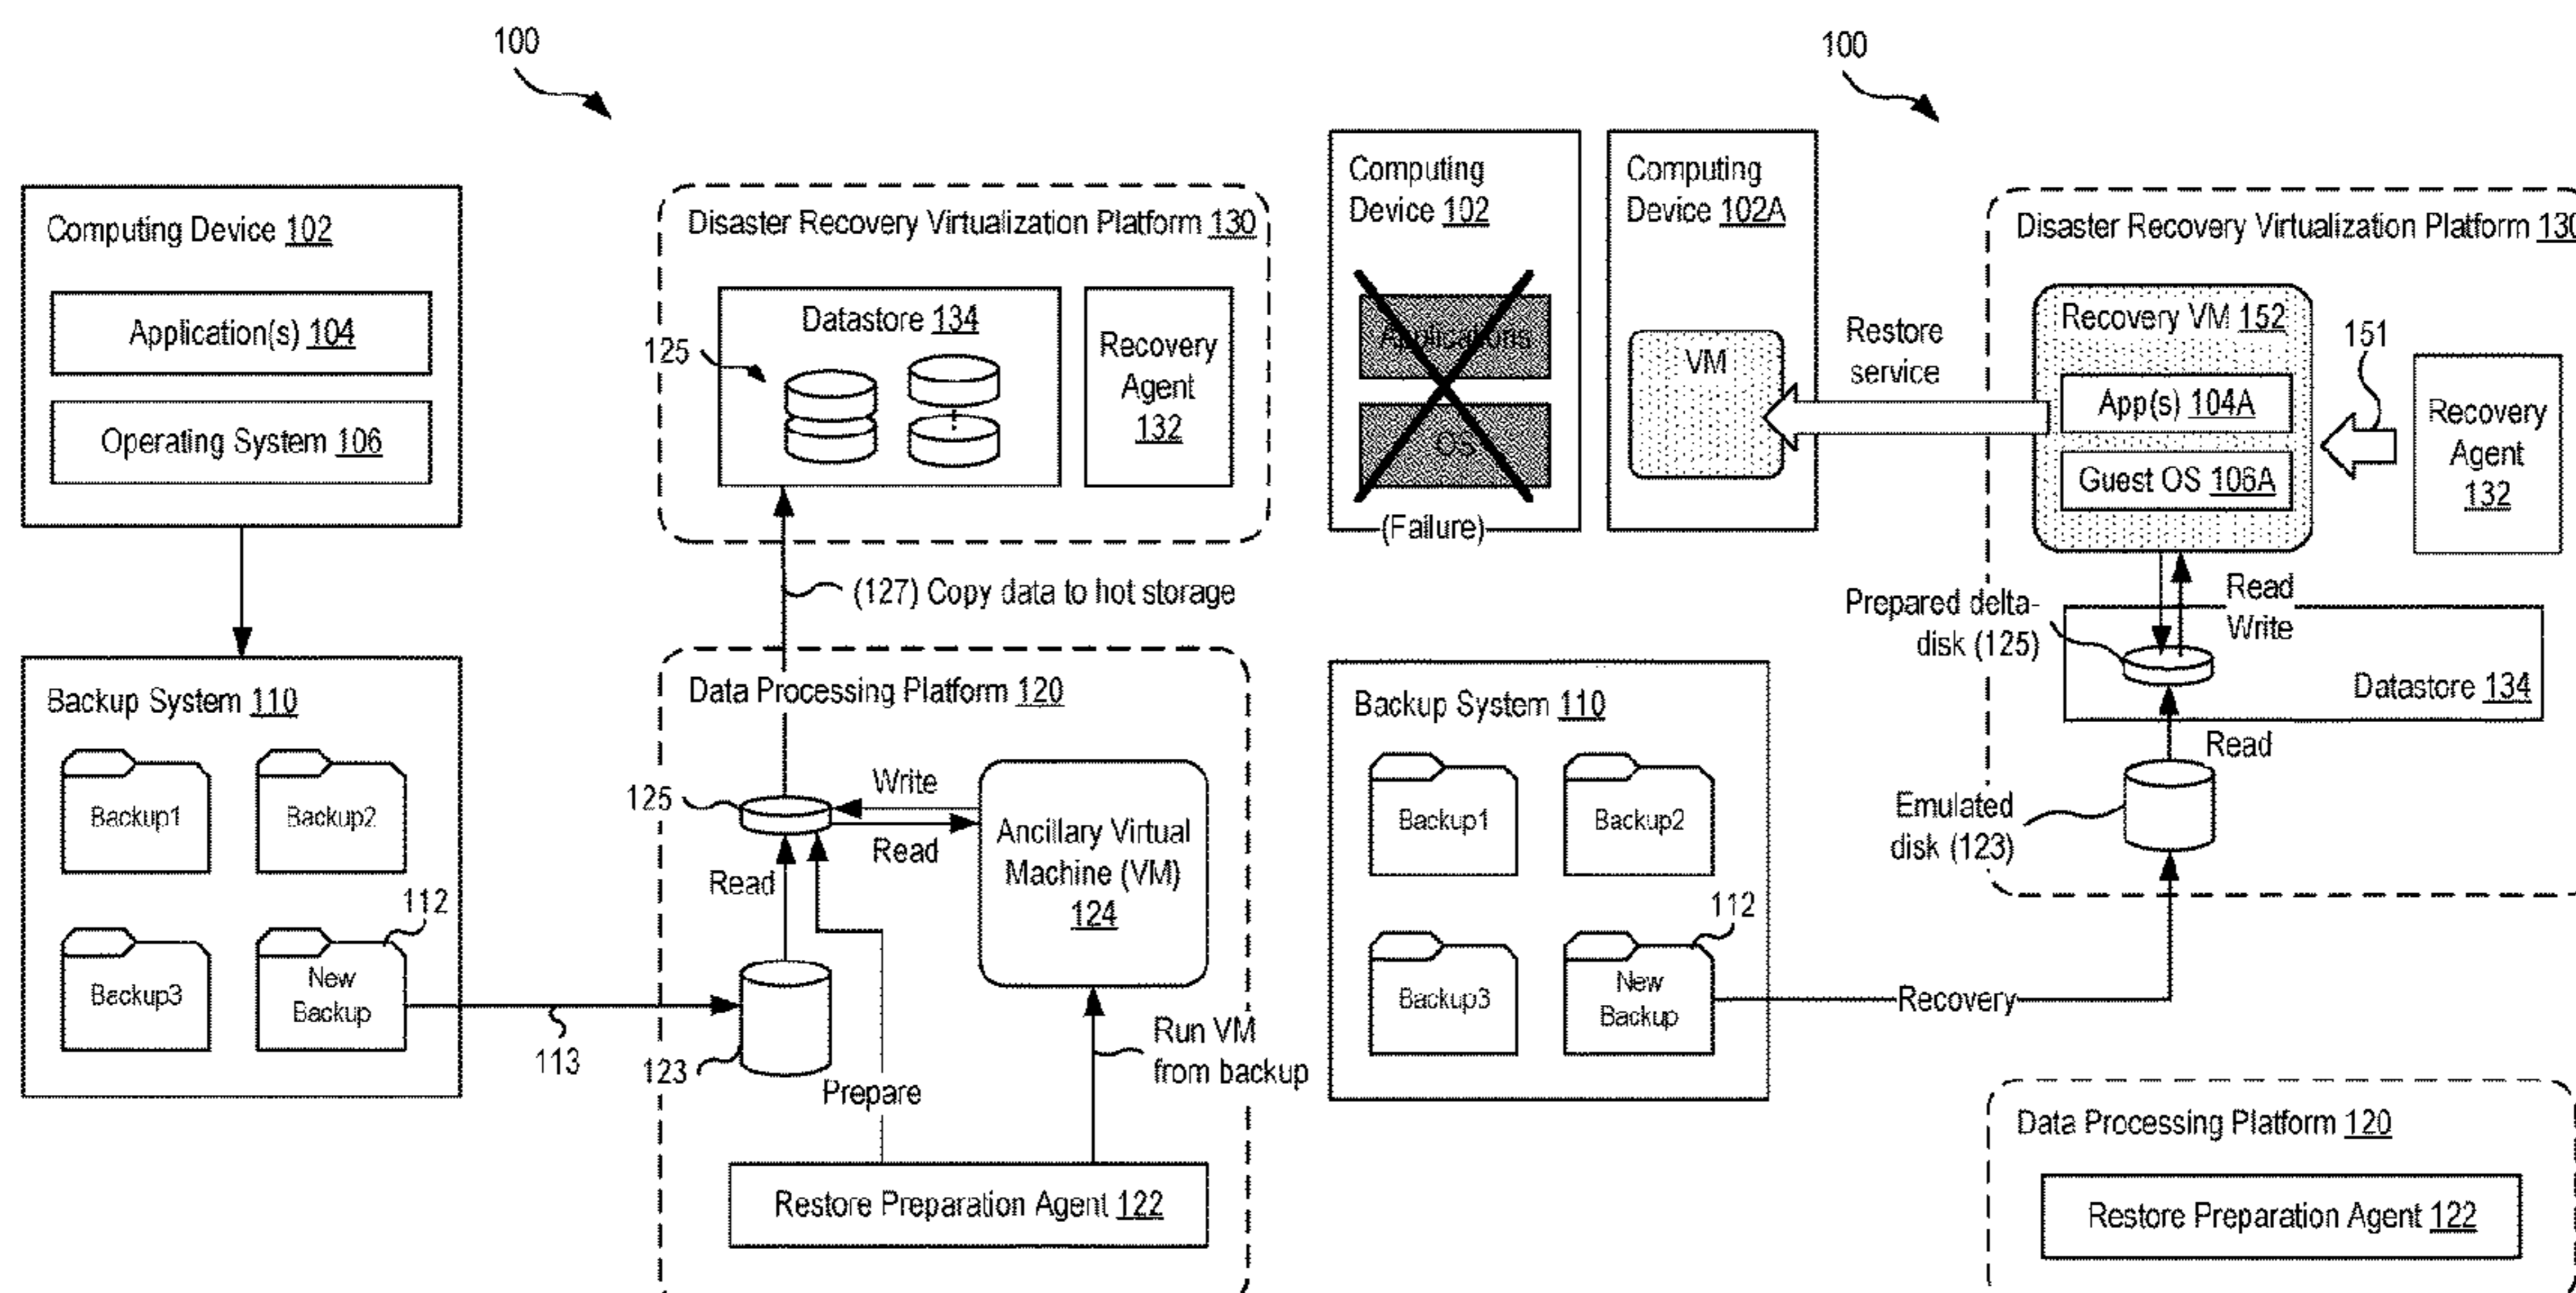 100
Computing Device 102
Application(s) 104
Operating System 106
Backup System 110
Backup1
Backup2
Backup3
112
New
Backup
113
Disaster Recovery Virtualization Platform 130
Datastore 134
125
Recovery
Agent
132
(127) Copy data to hot storage
Data Processing Platform 120
125
Write
Read
Read
Ancillary Virtual
Machine (VM)
124
123
Prepare
Run VM
from backup
Restore Preparation Agent 122
100
Computing
Device 102
Applications
OS
(Failure)
Computing
Device 102A
VM
Restore
service
Disaster Recovery Virtualization Platform 130
Recovery VM 152
App(s) 104A
Guest OS 106A
151
Recovery
Agent
132
Prepared delta-
disk (125)
Read
Write
Datastore 134
Read
Emulated
disk (123)
Backup System 110
Backup1
Backup2
Backup3
112
New
Backup
Recovery
Data Processing Platform 120
Restore Preparation Agent 122